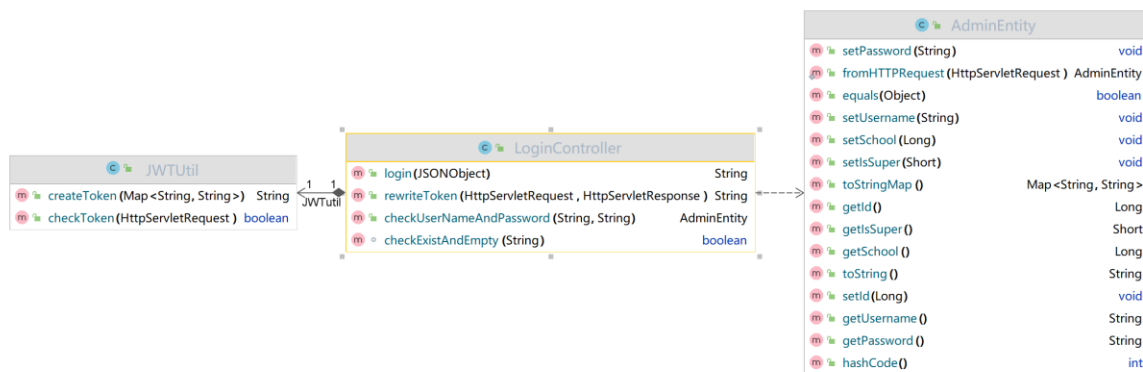 JWTUtil
createToken(Map<String, String>) String
checkToken(HttpServletRequest) boolean
1 1
JWTutil
LoginController
login(JSONObject) String
rewriteToken(HttpServletRequest, HttpServletResponse) String
checkUserNameAndPassword(String, String) AdminEntity
checkExistAndEmpty(String) boolean
AdminEntity
setPassword(String) void
fromHTTPRequest(HttpServletRequest) AdminEntity
equals(Object) boolean
setUsername(String) void
setSchool(Long) void
setIsSuper(Short) void
toStringMap() Map<String, String>
getId() Long
getIsSuper() Short
getSchool() Long
toString() String
setId(Long) void
getUsername() String
getPassword() String
hashCode() int